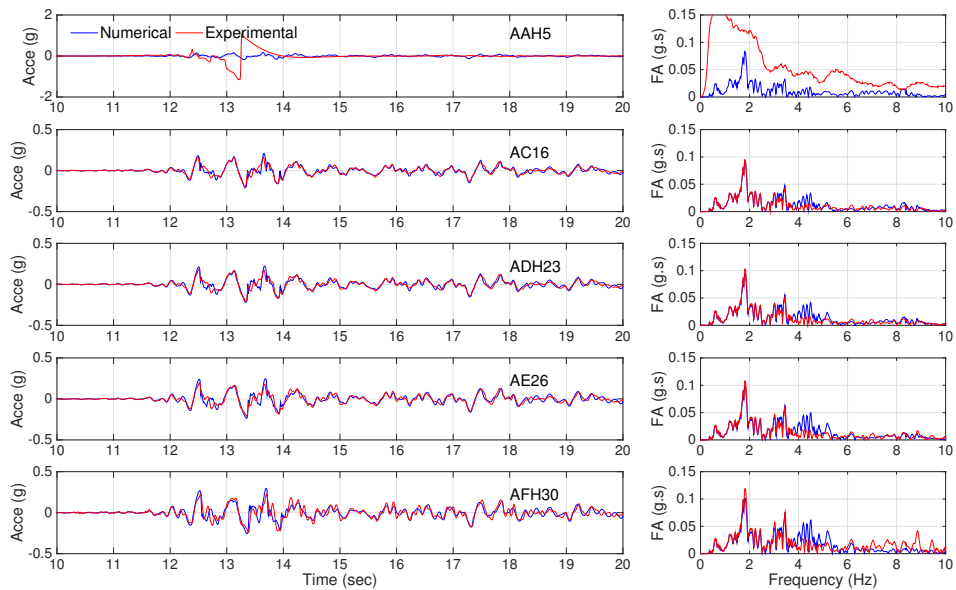 Numerical Experimental AAH5
Acce (g)
2
0
-2
10 11 12 13 14 15 16 17 18 19 20
FA (g.s)
0.15
0.1
0.05
0
0 2 4 6 8 10
AC16
Acce (g)
0.5
0
-0.5
10 11 12 13 14 15 16 17 18 19 20
FA (g.s)
0.15
0.1
0.05
0
0 2 4 6 8 10
ADH23
Acce (g)
0.5
0
-0.5
10 11 12 13 14 15 16 17 18 19 20
FA (g.s)
0.15
0.1
0.05
0
0 2 4 6 8 10
AE26
Acce (g)
0.5
0
-0.5
10 11 12 13 14 15 16 17 18 19 20
FA (g.s)
0.15
0.1
0.05
0
0 2 4 6 8 10
AFH30
Acce (g)
0.5
0
-0.5
10 11 12 13 14 15 16 17 18 19 20
Time (sec)
FA (g.s)
0.15
0.1
0.05
0
0 2 4 6 8 10
Frequency (Hz)